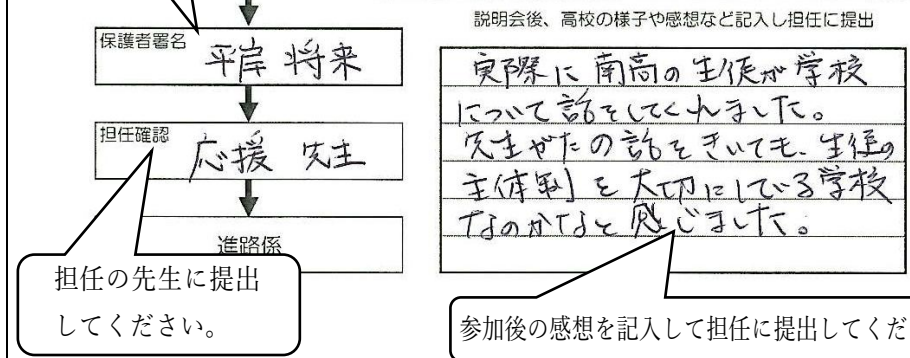 保護者署名
平岸 将来
担任確認
応援 先生
進路係
担任の先生に提出
してください。
説明会後、高校の様子や感想など記入し担任に提出
実際に南高の生徒が学校
について話をしてくれました。
先生がたの話をきいても、生徒の
主体制を大切にしている学校
なのかなと感じました。
参加後の感想を記入して担任に提出してくだ